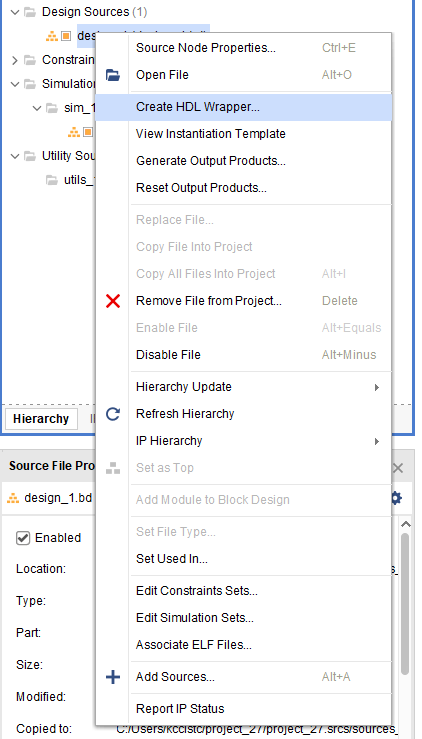 Design Sources (1)
Source Node Properties... Ctrl+E
Open File Alt+O
Create HDL Wrapper...
View Instantiation Template
Generate Output Products...
Reset Output Products...
Replace File...
Copy File Into Project
Copy All Files Into Project Alt+I
Remove File from Project... Delete
Enable File Alt+Equals
Disable File Alt+Minus
Hierarchy Update
Refresh Hierarchy
IP Hierarchy
Set as Top
Add Module to Block Design
Set File Type...
Set Used In...
Edit Constraints Sets...
Edit Simulation Sets...
Associate ELF Files...
Add Sources... Alt+A
Report IP Status
Constrain
Simulation
sim_1
Utility Sou
utils_
Hierarchy
Source File Pro
design_1.bd
Enabled
Location:
Type:
Part:
Size:
Modified:
Copied to: C:/Users/kccistc/project_27/project_27.srcs/sources_